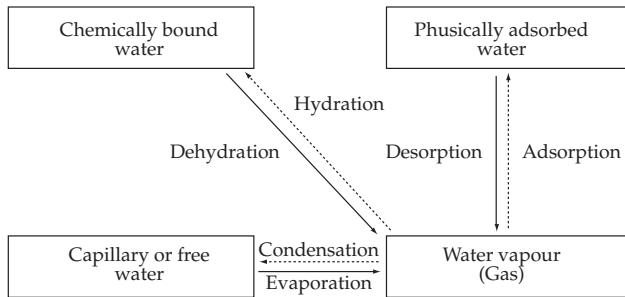 Chemically bound
water
Phusically adsorbed
water
Hydration
Dehydration
Desorption
Adsorption
Capillary or free
water
Condensation
Evaporation
Water vapour
(Gas)